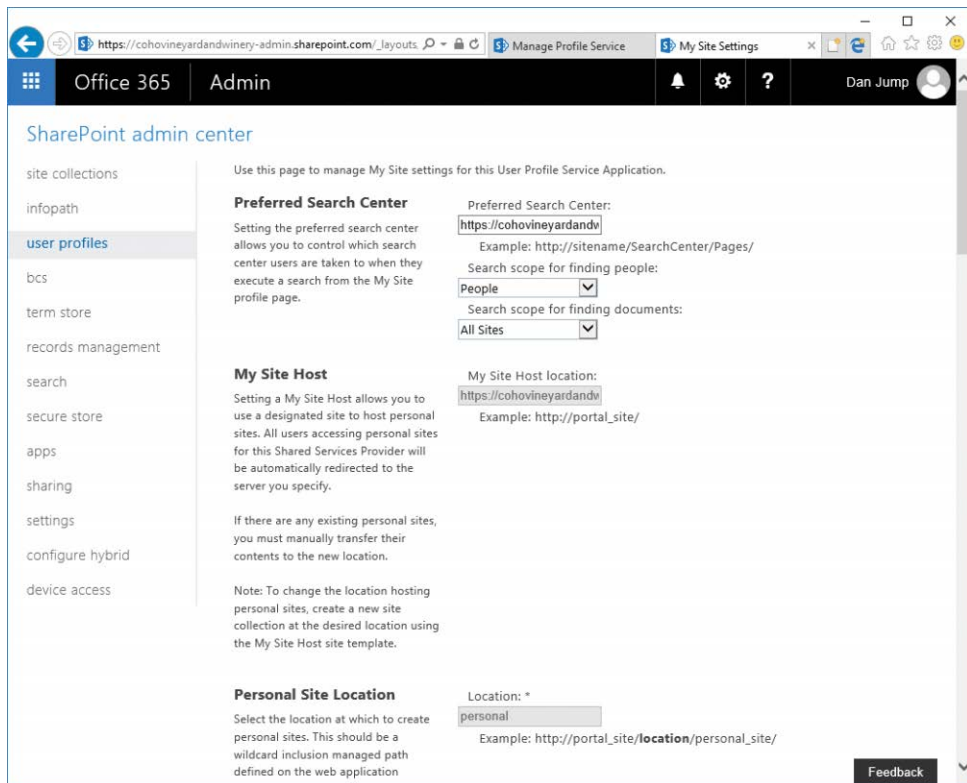 https://cohovineyardandwinery-admin.sharepoint.com/_layouts
Manage Profile Service
My Site Settings
Office 365
Admin
?
Dan Jump
SharePoint admin center
site collections
infopath
user profiles
bcs
term store
records management
search
secure store
apps
sharing
settings
configure hybrid
device access
Use this page to manage My Site settings for this User Profile Service Application.
Preferred Search Center
Setting the preferred search center
allows you to control which search
center users are taken to when they
execute a search from the My Site
profile page.
Preferred Search Center:
https://cohovineyardandw
Example: http://sitename/SearchCenter/Pages/
Search scope for finding people:
People
Search scope for finding documents:
All Sites
My Site Host
Setting a My Site Host allows you to
use a designated site to host personal
sites. All users accessing personal sites
for this Shared Services Provider will
be automatically redirected to the
server you specify.
If there are any existing personal sites,
you must manually transfer their
contents to the new location.
Note: To change the location hosting
personal sites, create a new site
collection at the desired location using
the My Site Host site template.
My Site Host location:
https://cohovineyardandw
Example: http://portal_site/
Personal Site Location
Select the location at which to create
personal sites. This should be a
wildcard inclusion managed path
defined on the web application
Location: *
personal
Example: http://portal_site/location/personal_site/
Feedback